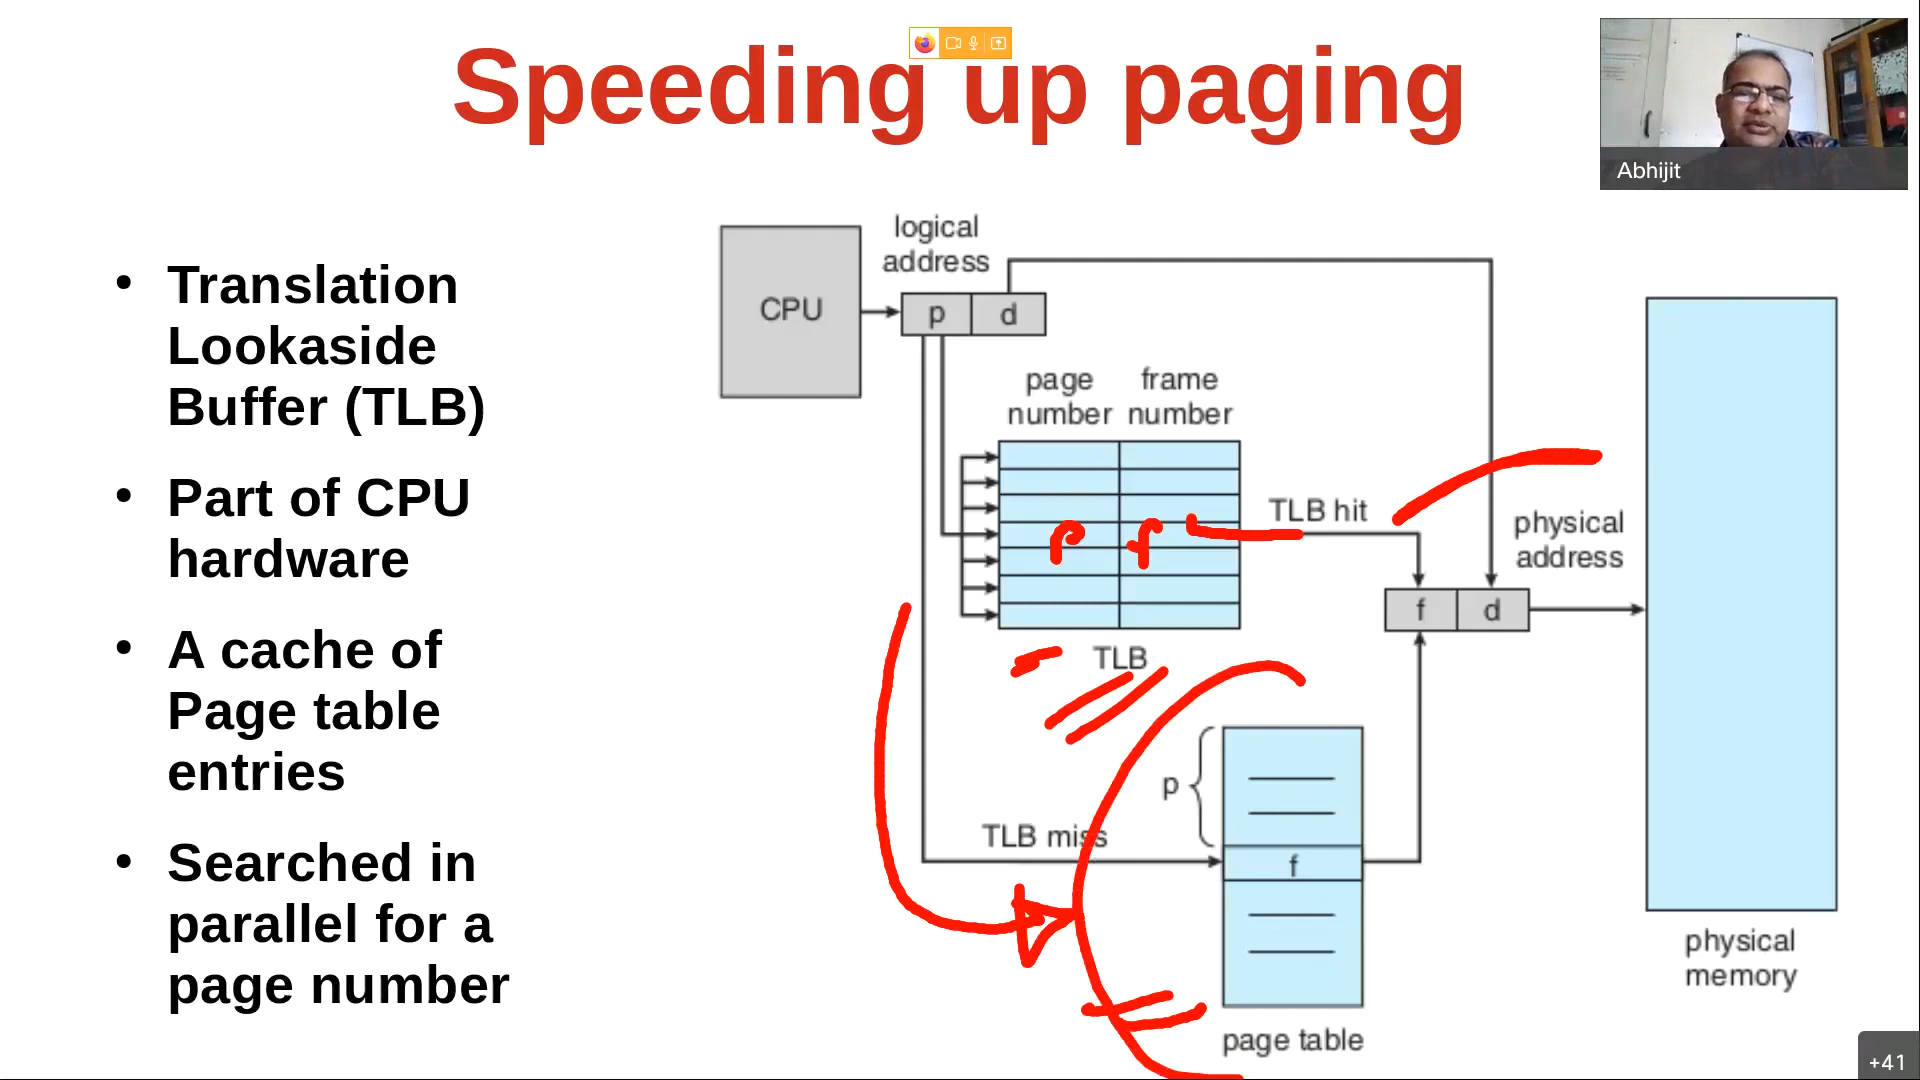 Speeding up paging
Abhijit
• Translation
Lookaside
Buffer (TLB)
• Part of CPU
hardware
• A cache of
Page table
entries
• Searched in
parallel for a
page number
logical
address
CPU
p d
page frame
number number
p f
TLB hit
physical
address
f d
TLB
p
TLB miss
f
physical
memory
page table
+41